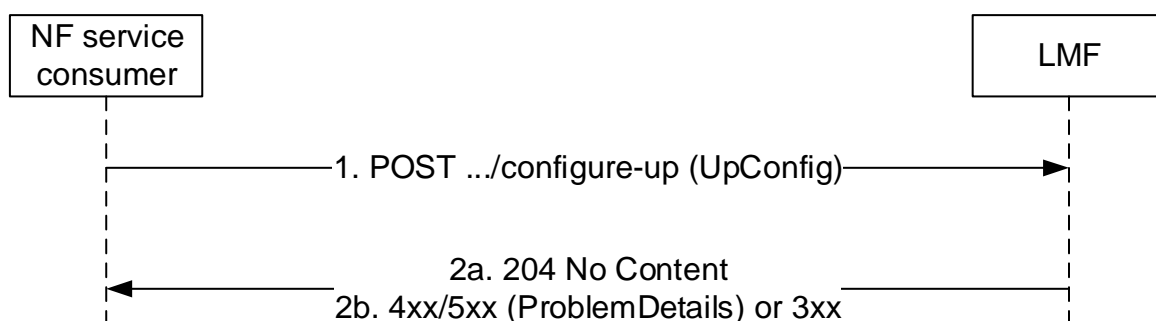 NF service
consumer
LMF
1. POST .../configure-up (UpConfig)
2a. 204 No Content
2b. 4xx/5xx (ProblemDetails) or 3xx